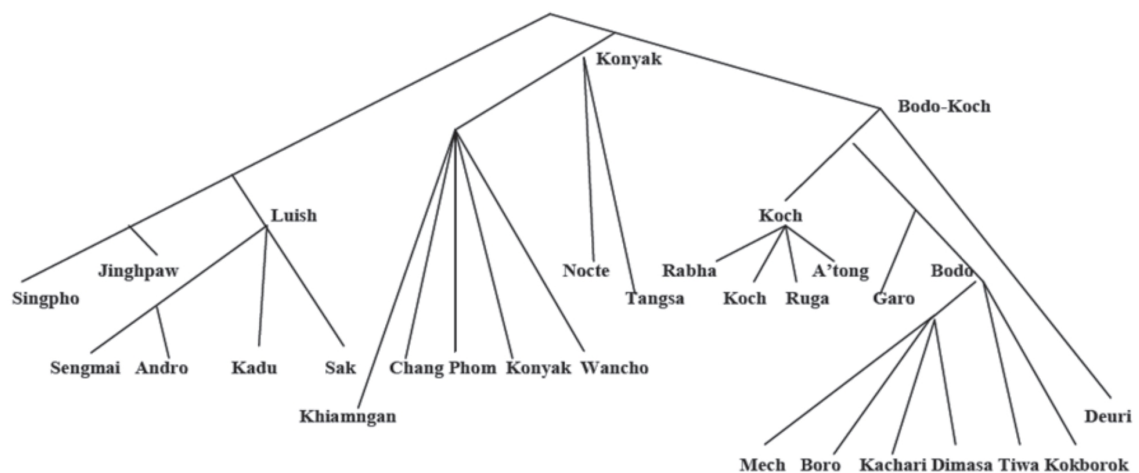 Konyak
Bodo-Koch
Luish
Koch
Jinghpaw
Nocte
Rabha
A’tong
Bodo
Singpho
Tangsa
Koch
Ruga
Garo
Sengmai
Andro
Kadu
Sak
Chang
Phom
Konyak
Wancho
Khiamngan
Deuri
Mech
Boro
Kachari
Dimasa
Tiwa
Kokborok